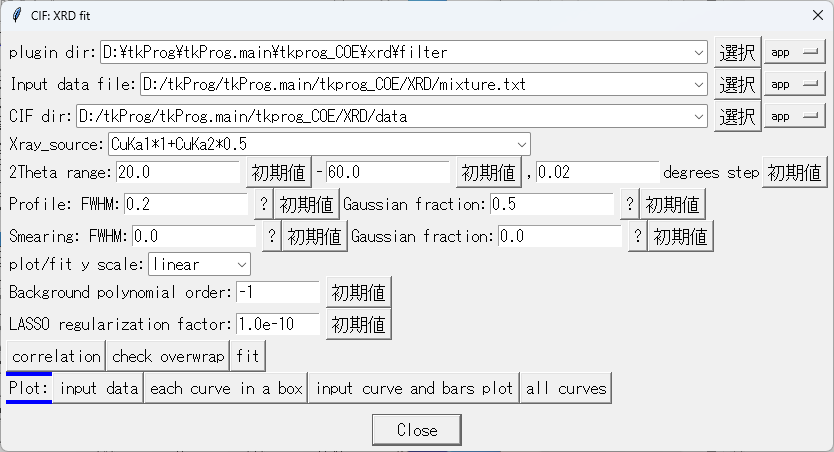 CIF: XRD fit
plugin dir: D:¥tkProg¥tkProg.main¥tkprog_COE¥xrd¥filter 選択 app
Input data file: D:/tkProg/tkProg.main/tkprog_COE/XRD/mixture.txt 選択 app
CIF dir: D:/tkProg/tkProg.main/tkprog_COE/XRD/data 選択 app
Xray_source: CuKa1*1+CuKa2*0.5
2Theta range: 20.0 初期値 - 60.0 初期値 , 0.02 degrees step 初期値
Profile: FWHM: 0.2 ? 初期値 Gaussian fraction: 0.5 ? 初期値
Smearing: FWHM: 0.0 ? 初期値 Gaussian fraction: 0.0 ? 初期値
plot/fit y scale: linear
Background polynomial order: -1 初期値
LASSO regularization factor: 1.0e-10 初期値
correlation check overwrap fit
Plot: input data each curve in a box input curve and bars plot all curves
Close